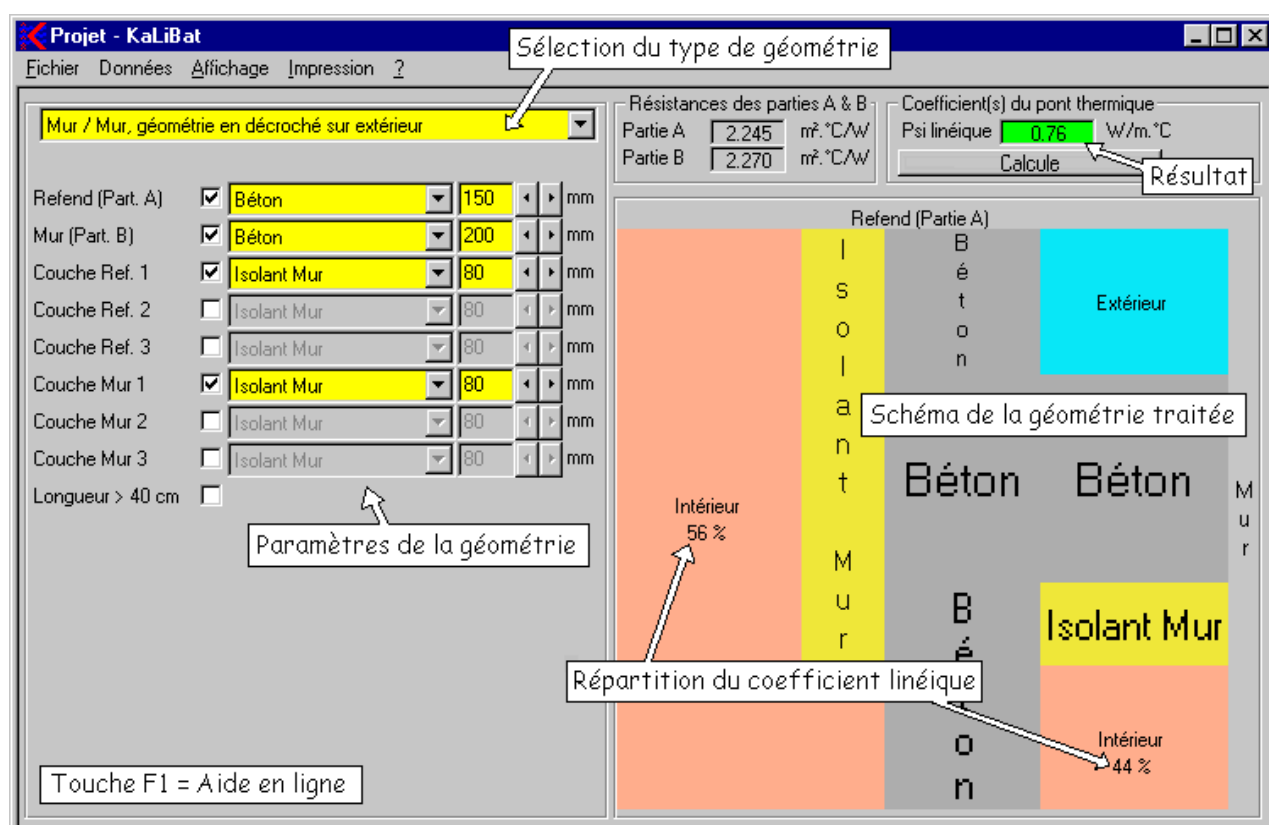 Projet - KaLiBat
Sélection du type de géométrie
Fichier Données Affichage Impression ?
Mur / Mur, géométrie en décroché sur extérieur
Résistances des parties A & B
Partie A 2.245 m².°C/W
Partie B 2.270 m².°C/W
Coefficient(s) du pont thermique
Psi linéique 0.76 W/m.°C
Calcule
Résultat
Refend (Part. A) Béton 150 mm
Mur (Part. B) Béton 200 mm
Couche Ref. 1 Isolant Mur 80 mm
Couche Ref. 2 Isolant Mur 80 mm
Couche Ref. 3 Isolant Mur 80 mm
Couche Mur 1 Isolant Mur 80 mm
Couche Mur 2 Isolant Mur 80 mm
Couche Mur 3 Isolant Mur 80 mm
Longueur > 40 cm
Paramètres de la géométrie
Touche F1 = Aide en ligne
Refend (Partie A)
Isolant Mur
Béton
Extérieur
Schéma de la géométrie traitée
Béton Béton
Mur
Intérieur
56 %
Isolant Mur
Répartition du coefficient linéique
Intérieur
44 %